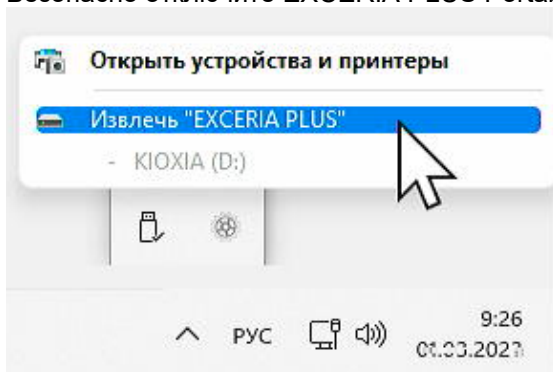 Открыть устройства и принтеры
Извлечь "EXCERIA PLUS"
- KIOXIA (D:)
РУС
9:26